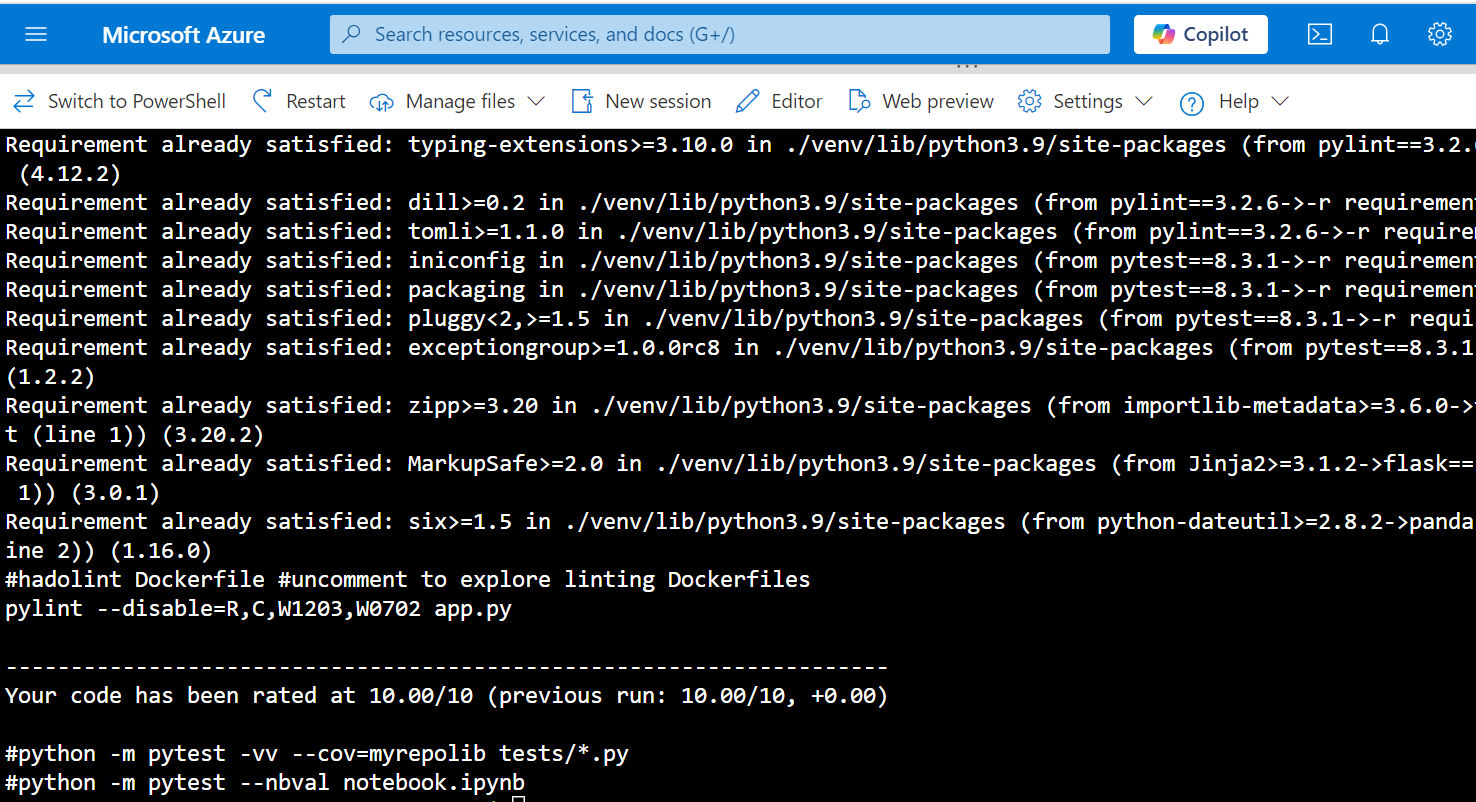 Microsoft Azure
Search resources, services, and docs (G+/)
Copilot
Switch to PowerShell
Restart
Manage files
New session
Editor
Web preview
Settings
Help
Requirement already satisfied: typing-extensions>=3.10.0 in ./venv/lib/python3.9/site-packages (from pylint==3.2.
(4.12.2)
Requirement already satisfied: dill>=0.2 in ./venv/lib/python3.9/site-packages (from pylint==3.2.6->-r requirement
Requirement already satisfied: tomli>=1.1.0 in ./venv/lib/python3.9/site-packages (from pylint==3.2.6->-r require
Requirement already satisfied: iniconfig in ./venv/lib/python3.9/site-packages (from pytest==8.3.1->-r requirement
Requirement already satisfied: packaging in ./venv/lib/python3.9/site-packages (from pytest==8.3.1->-r requirement
Requirement already satisfied: pluggy<2,>=1.5 in ./venv/lib/python3.9/site-packages (from pytest==8.3.1->-r requi
Requirement already satisfied: exceptiongroup>=1.0.0rc8 in ./venv/lib/python3.9/site-packages (from pytest==8.3.1
(1.2.2)
Requirement already satisfied: zipp>=3.20 in ./venv/lib/python3.9/site-packages (from importlib-metadata>=3.6.0->
t (line 1)) (3.20.2)
Requirement already satisfied: MarkupSafe>=2.0 in ./venv/lib/python3.9/site-packages (from Jinja2>=3.1.2->flask==
1)) (3.0.1)
Requirement already satisfied: six>=1.5 in ./venv/lib/python3.9/site-packages (from python-dateutil>=2.8.2->panda
ine 2)) (1.16.0)
#hadolint Dockerfile #uncomment to explore linting Dockerfiles
pylint --disable=R,C,W1203,W0702 app.py
--------------------------------------------------------------------
Your code has been rated at 10.00/10 (previous run: 10.00/10, +0.00)
#python -m pytest -vv --cov=myrepolib tests/*.py
#python -m pytest --nbval notebook.ipynb